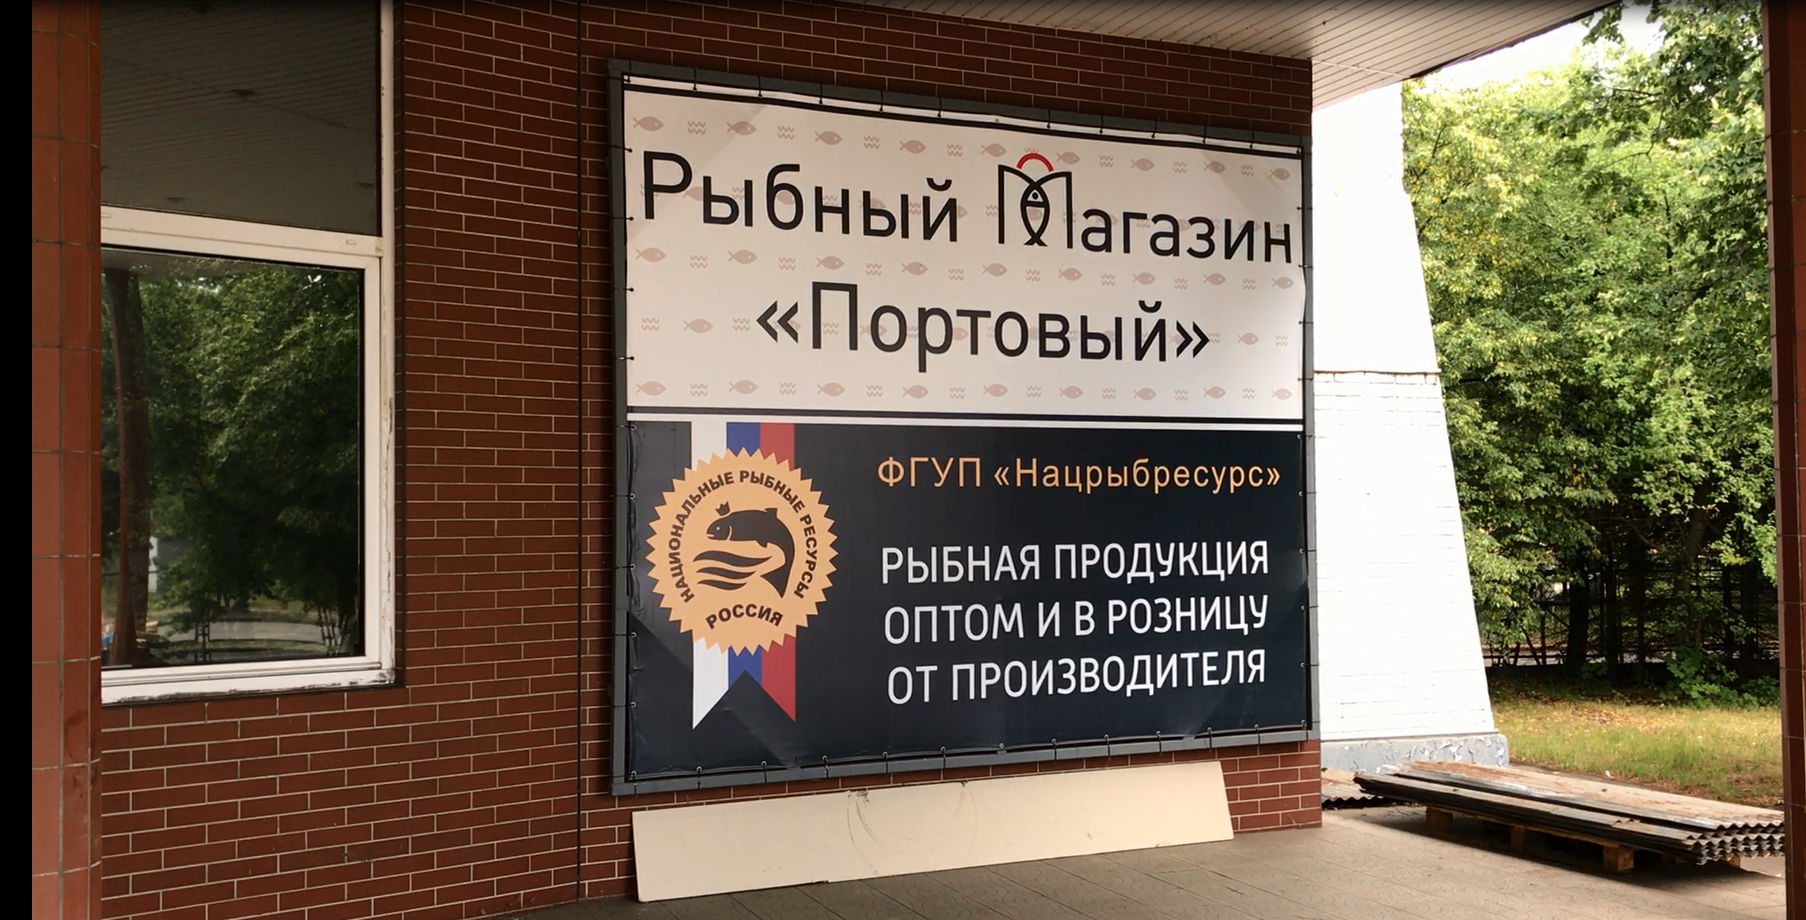 Рыбный Магазин
«Портовый»
ФГУП «Нацрыбресурс»
НАЦИОНАЛЬНЫЕ РЫБНЫЕ РЕСУРСЫ
РОССИЯ
РЫБНАЯ ПРОДУКЦИЯ
ОПТОМ И В РОЗНИЦУ
ОТ ПРОИЗВОДИТЕЛЯ